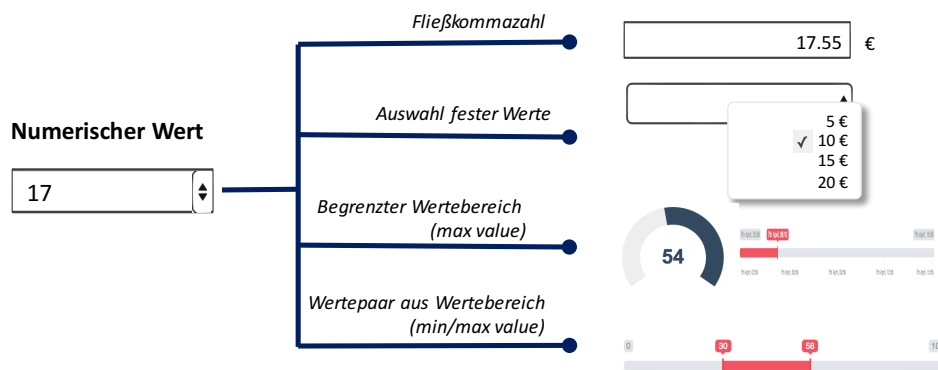 Fließkommazahl
17.55 €
Auswahl fester Werte
5 €
✓ 10 €
15 €
20 €
Numerischer Wert
17
Begrenzter Wertebereich
(max value)
54
Wertepaar aus Wertebereich
(min/max value)
0
30
58
10